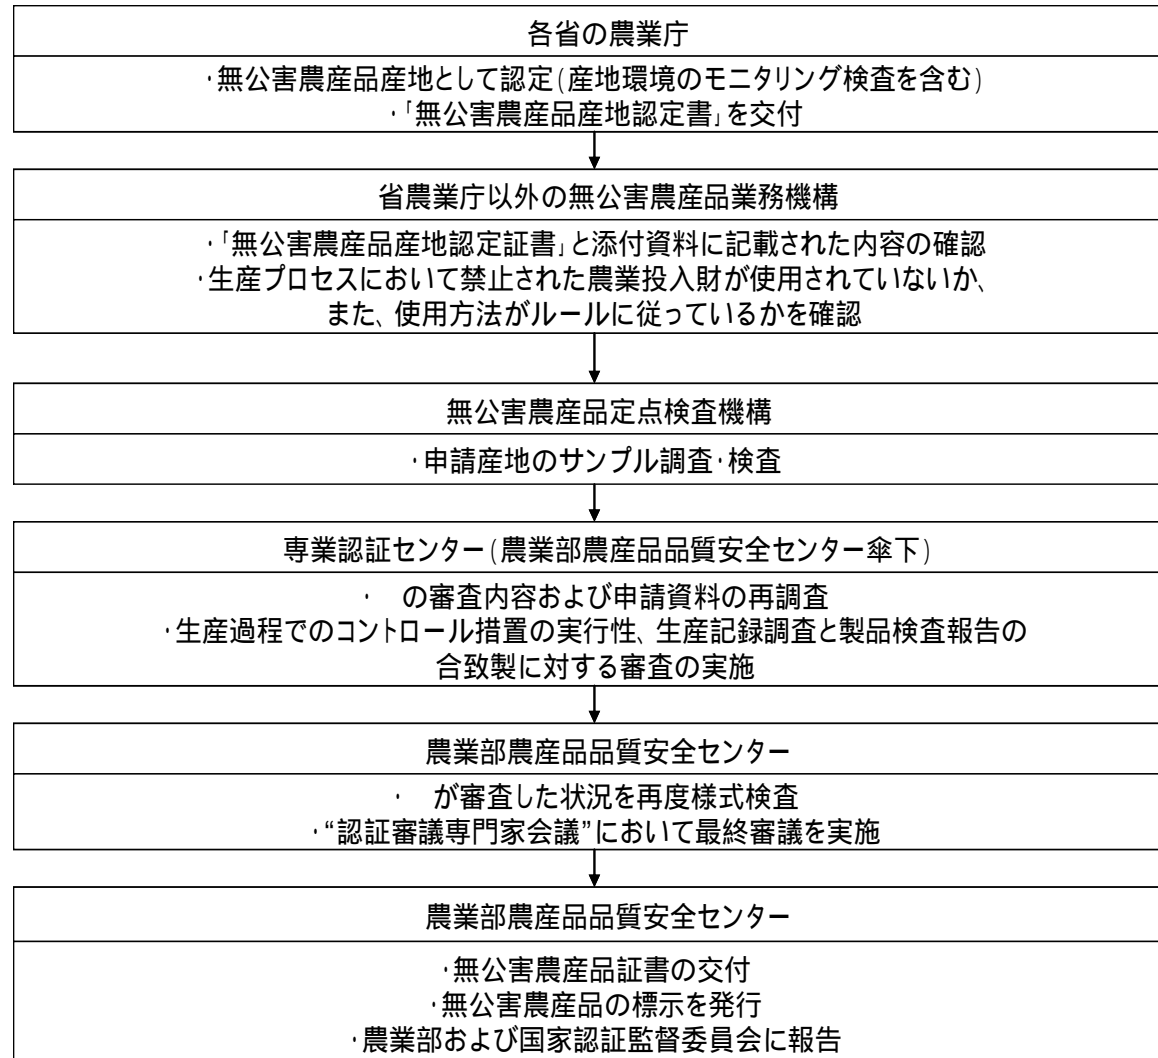 各省の農業庁
・無公害農産品産地として認定(産地環境のモニタリング検査を含む)
・「無公害農産品産地認定書」を交付
省農業庁以外の無公害農産品業務機構
・「無公害農産品産地認定証書」と添付資料に記載された内容の確認
・生産プロセスにおいて禁止された農業投入財が使用されていないか、
また、使用方法がルールに従っているかを確認
無公害農産品定点検査機構
・申請産地のサンプル調査・検査
専業認証センター(農業部農産品品質安全センター傘下)
・ の審査内容および申請資料の再調査
・生産過程でのコントロール措置の実行性、生産記録調査と製品検査報告の
合致製に対する審査の実施
農業部農産品品質安全センター
・ が審査した状況を再度様式検査
・“認証審議専門家会議”において最終審議を実施
農業部農産品品質安全センター
・無公害農産品証書の交付
・無公害農産品の標示を発行
・農業部および国家認証監督委員会に報告